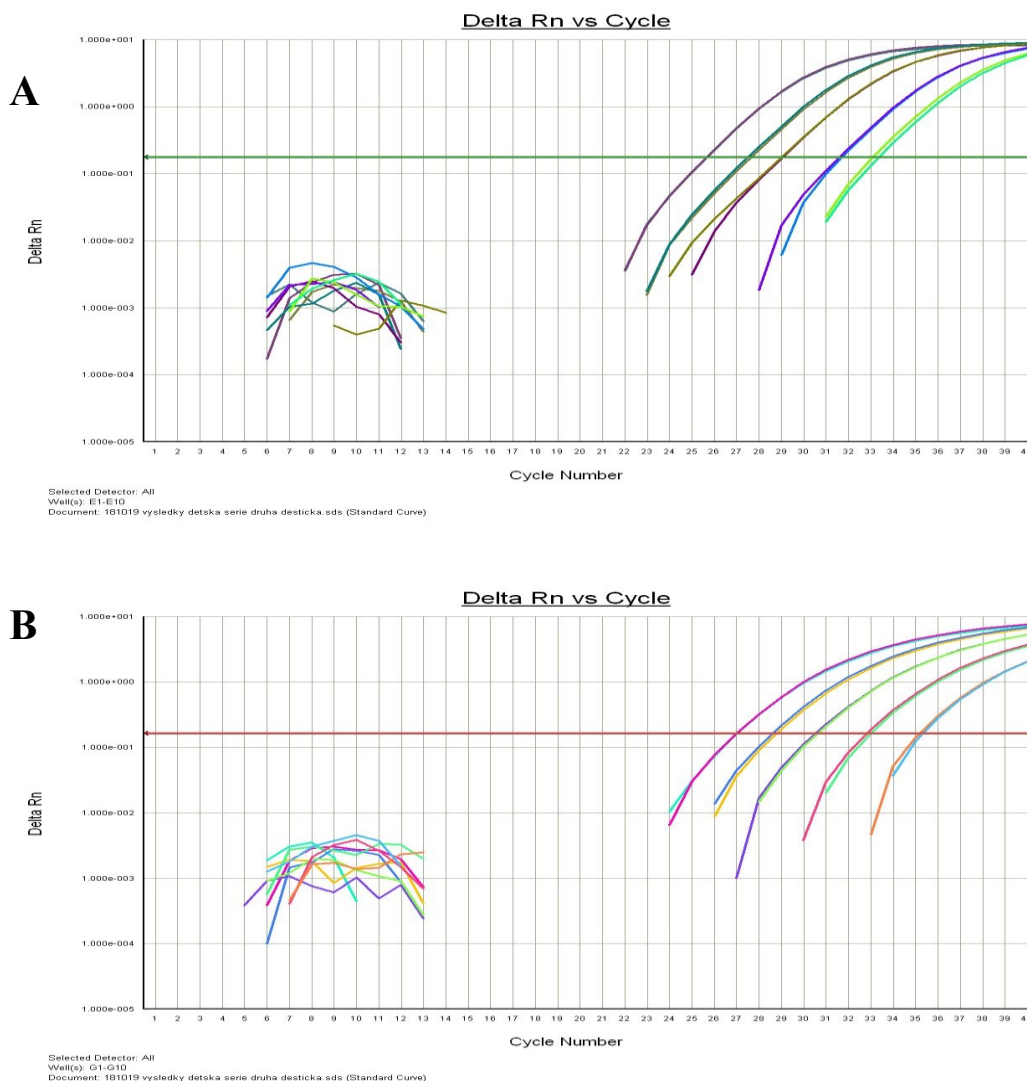 A
Delta Rn vs Cycle
Delta Rn
1.000e+001
1.000e+000
1.000e-001
1.000e-002
1.000e-003
1.000e-004
1.000e-005
1 2 3 4 5 6 7 8 9 10 11 12 13 14 15 16 17 18 19 20 21 22 23 24 25 26 27 28 29 30 31 32 33 34 35 36 37 38 39
Cycle Number
Selected Detector: All
Well(s): E1-E10
Document: 181019 vysledky detska serie druha desticka.sds (Standard Curve)
B
Delta Rn vs Cycle
Delta Rn
1.000e+001
1.000e+000
1.000e-001
1.000e-002
1.000e-003
1.000e-004
1.000e-005
1 2 3 4 5 6 7 8 9 10 11 12 13 14 15 16 17 18 19 20 21 22 23 24 25 26 27 28 29 30 31 32 33 34 35 36 37 38 39
Cycle Number
Selected Detector: All
Well(s): G1-G10
Document: 181019 vysledky detska serie druha desticka.sds (Standard Curve)